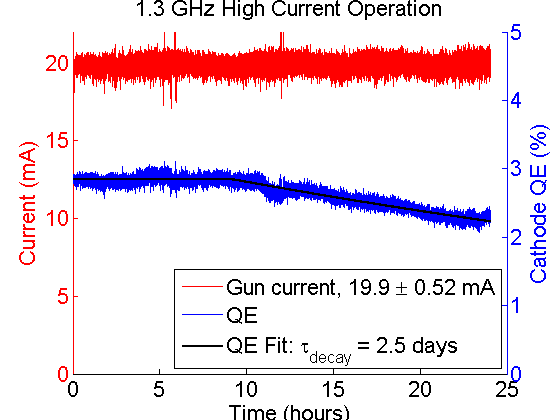 1.3 GHz High Current Operation
20
15
10
5
0
Current (mA)
5
4
3
2
1
0
Cathode QE (%)
Gun current, 19.9 ± 0.52 mA
QE
QE Fit: τdecay = 2.5 days
0 5 10 15 20 25
Time (hours)